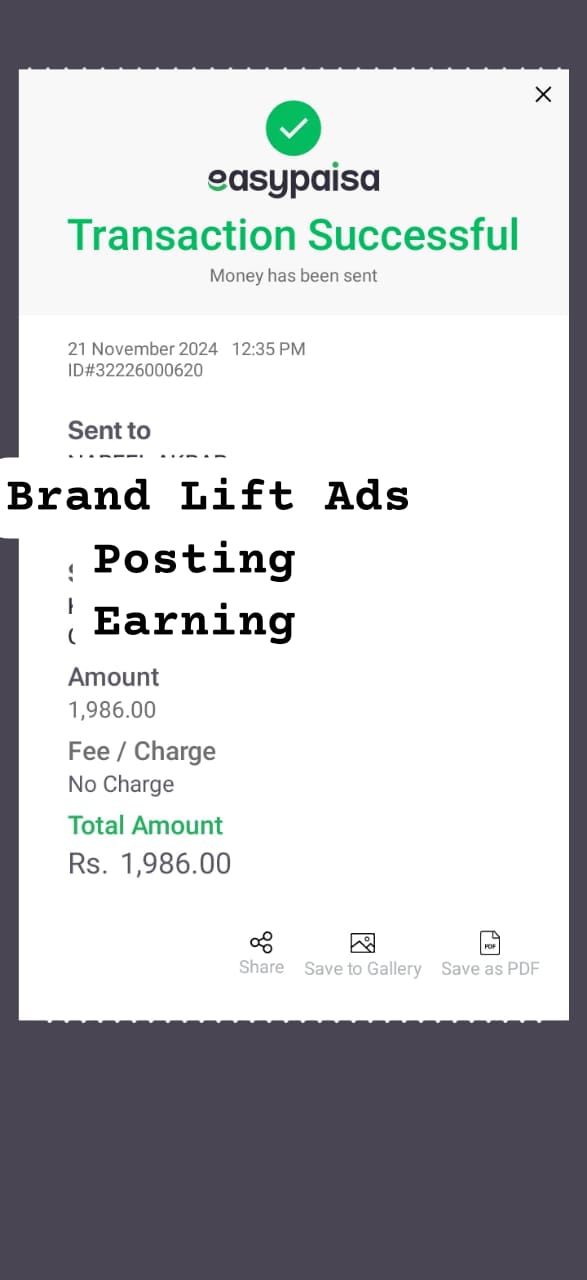 easypaisa
Transaction Successful
Money has been sent
21 November 2024 12:35 PM
ID#32226000620
Sent to
Brand Lift Ads
Posting
Earning
Amount
1,986.00
Fee / Charge
No Charge
Total Amount
Rs. 1,986.00
Share Save to Gallery Save as PDF